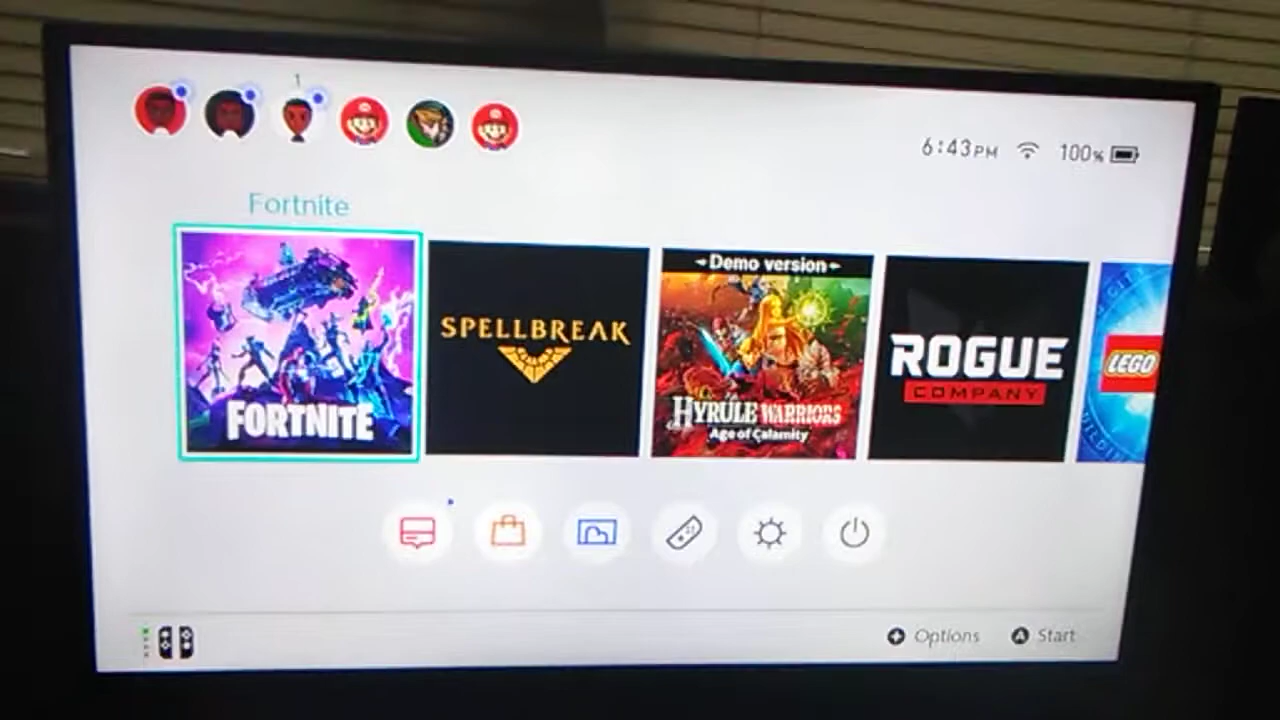 1
6:43PM 100%
Fortnite
FORTNITE
SPELLBREAK
Demo version
HYRULE WARRIORS
Age of Calamity
ROGUE
COMPANY
LEGO
Options
A Start